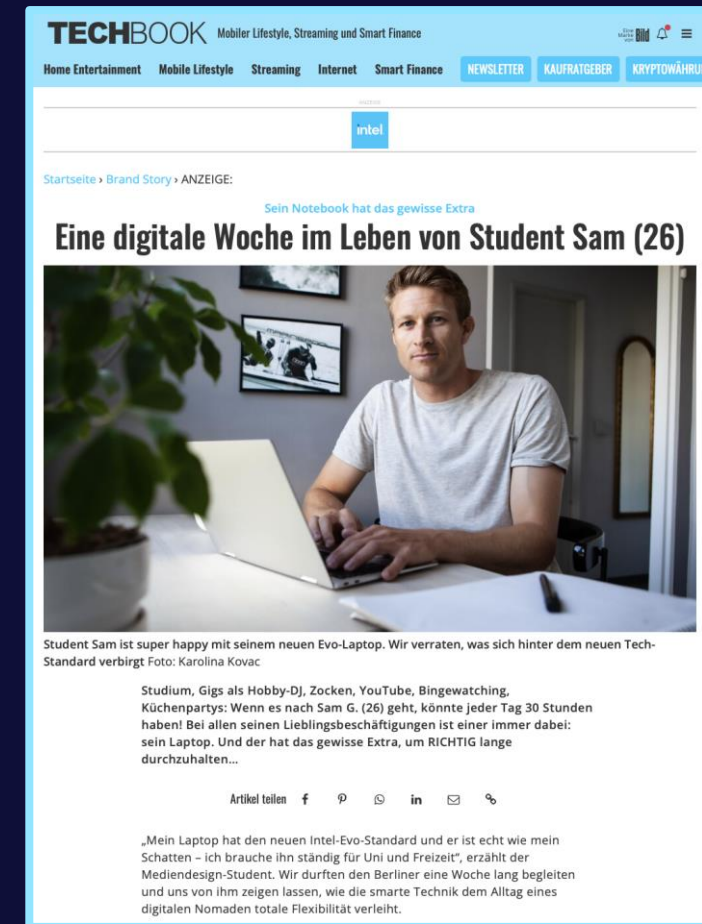 TECHBOOK Mobiler Lifestyle, Streaming und Smart Finance Eine Marke von Bild
Home Entertainment Mobile Lifestyle Streaming Internet Smart Finance NEWSLETTER KAUFRATGEBER KRYPTOWÄHRU
ANZEIGE
intel
Startseite › Brand Story › ANZEIGE:
Sein Notebook hat das gewisse Extra
Eine digitale Woche im Leben von Student Sam (26)
Student Sam ist super happy mit seinem neuen Evo-Laptop. Wir verraten, was sich hinter dem neuen Tech-
Standard verbirgt Foto: Karolina Kovac
Studium, Gigs als Hobby-DJ, Zocken, YouTube, Bingewatching,
Küchenpartys: Wenn es nach Sam G. (26) geht, könnte jeder Tag 30 Stunden
haben! Bei allen seinen Lieblingsbeschäftigungen ist einer immer dabei:
sein Laptop. Und der hat das gewisse Extra, um RICHTIG lange
durchzuhalten...
Artikel teilen
„Mein Laptop hat den neuen Intel-Evo-Standard und er ist echt wie mein
Schatten – ich brauche ihn ständig für Uni und Freizeit", erzählt der
Mediendesign-Student. Wir durften den Berliner eine Woche lang begleiten
und uns von ihm zeigen lassen, wie die smarte Technik dem Alltag eines
digitalen Nomaden totale Flexibilität verleiht.